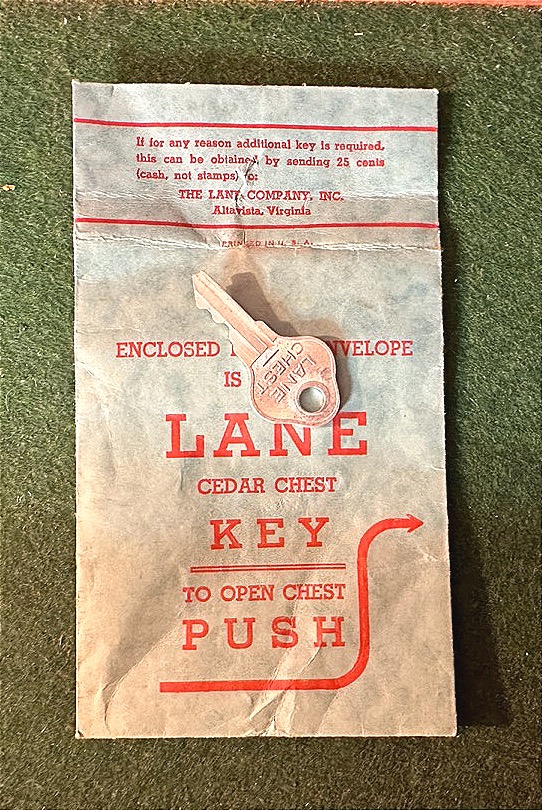 If for any reason additional key is required,
this can be obtained by sending 25 cents
(cash, not stamps) to:
THE LANE COMPANY, INC.
Altavista, Virginia
PRINTED IN U. S. A.
ENCLOSED ENVELOPE
IS
LANE
CHEST
LANE
CEDAR CHEST
KEY
TO OPEN CHEST
PUSH